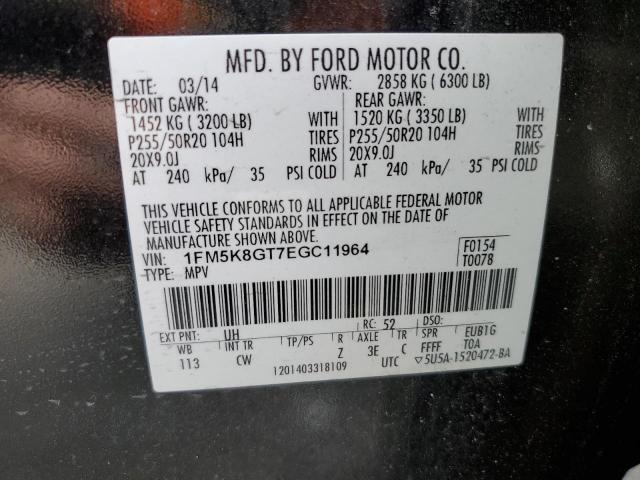 MFD. BY FORD MOTOR CO.
DATE: 03/14 GVWR: 2858 KG ( 6300 LB)
FRONT GAWR: REAR GAWR:
1452 KG ( 3200 LB) WITH 1520 KG ( 3350 LB) WITH
P255/50R20 104H TIRES P255/50R20 104H TIRES
20X9.0J RIMS 20X9.0J RIMS
AT 240 kPa/ 35 PSI COLD AT 240 kPa/ 35 PSI COLD
THIS VEHICLE CONFORMS TO ALL APPLICABLE FEDERAL MOTOR
VEHICLE SAFETY STANDARDS IN EFFECT ON THE DATE OF
MANUFACTURE SHOWN ABOVE.
VIN: 1FM5K8GT7EGC11964 F0154
TYPE: MPV T0078
EXT PNT: UH RC: 52 DSO:
WB INT TR TP/PS R AXLE TR SPR EUB1G
113 CW Z 3E C FFFF TOA
1201403318109 UTC ▽5U5A-1520472-BA